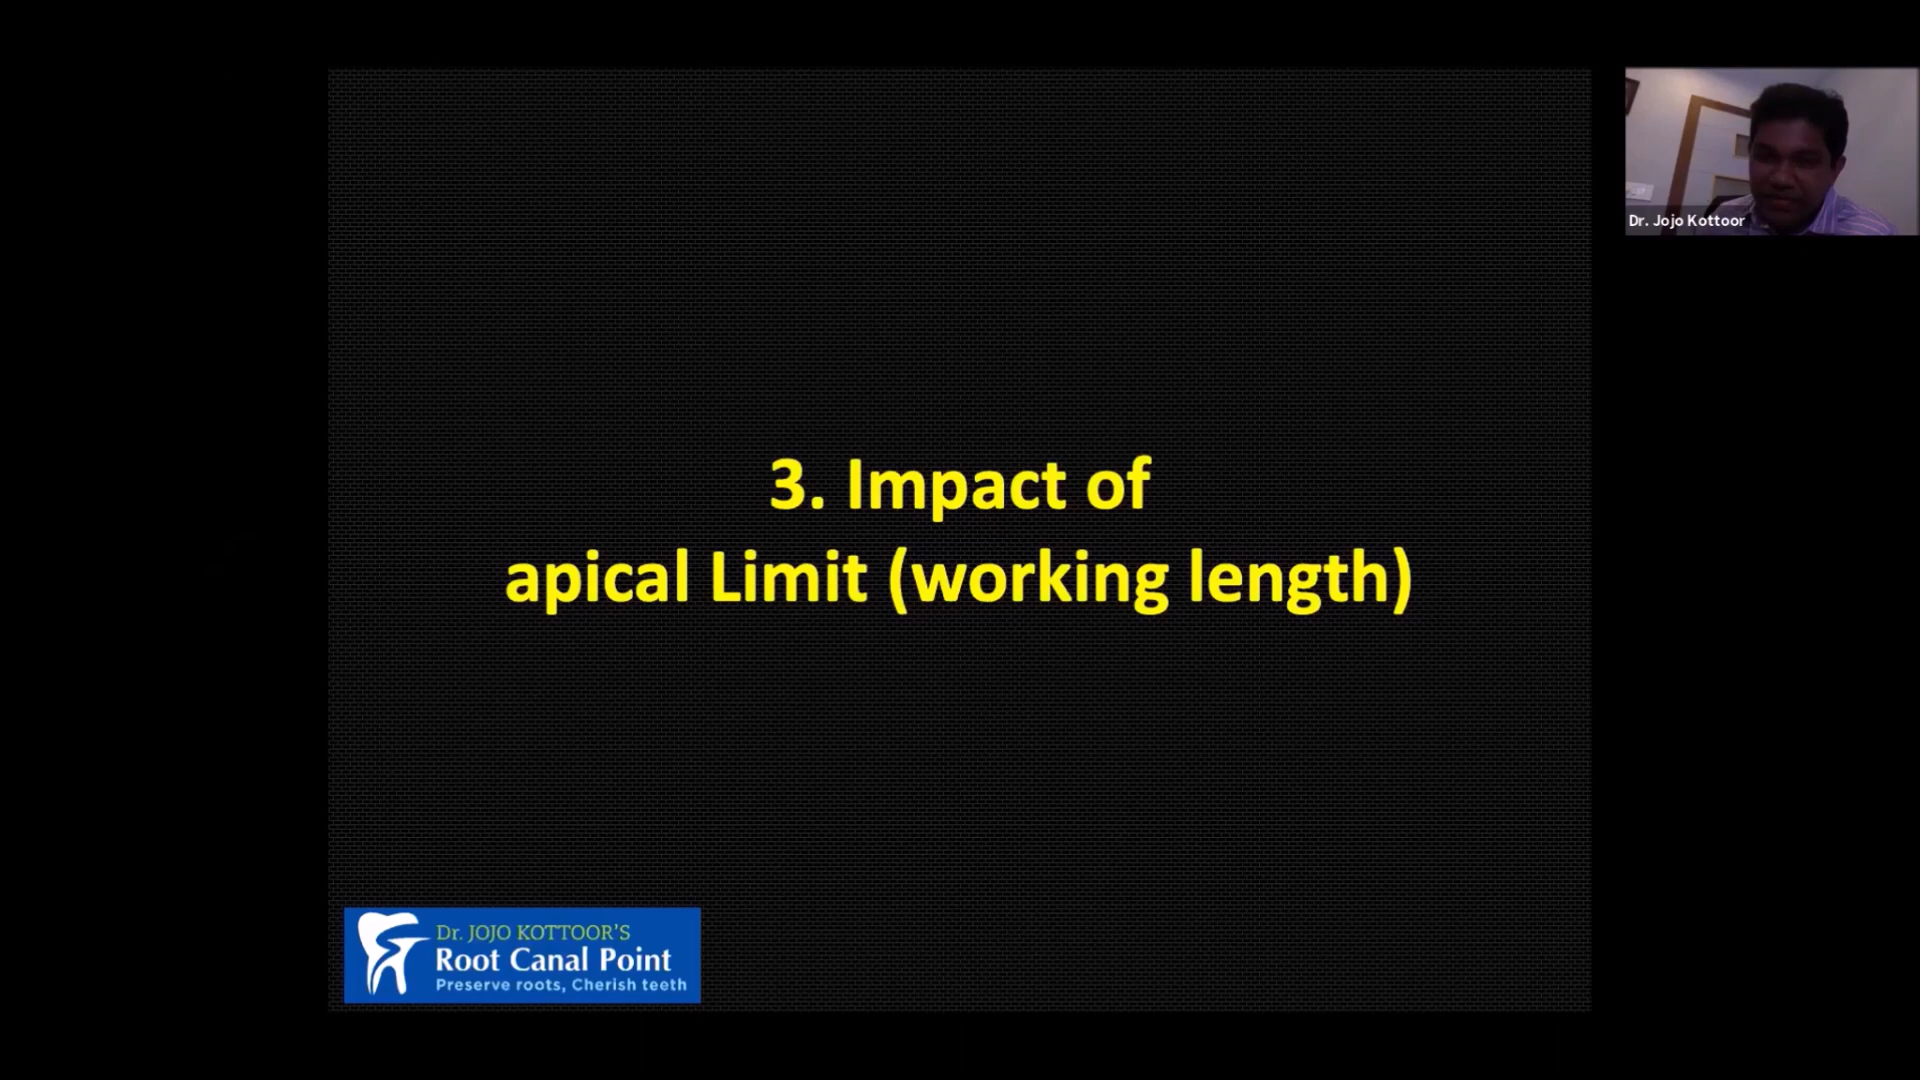 3. Impact of
apical Limit (working length)
Dr. Jojo Kottoor
Dr. JOJO KOTTOOR'S
Root Canal Point
Preserve roots, Cherish teeth